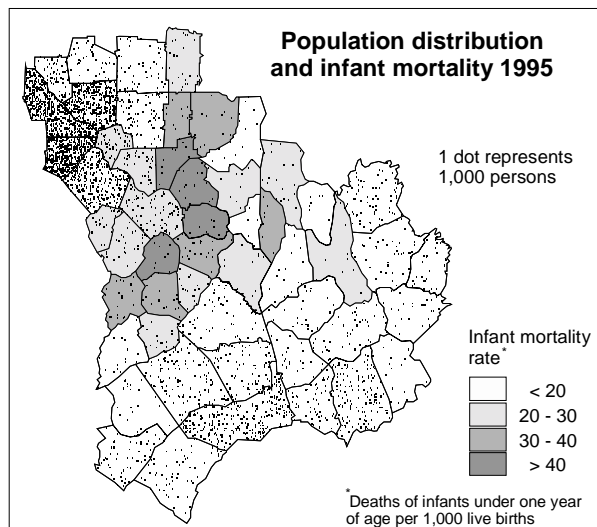 Population distribution
and infant mortality 1995
1 dot represents
1,000 persons
Infant mortality
rate*
< 20
20 - 30
30 - 40
> 40
*Deaths of infants under one year
of age per 1,000 live births